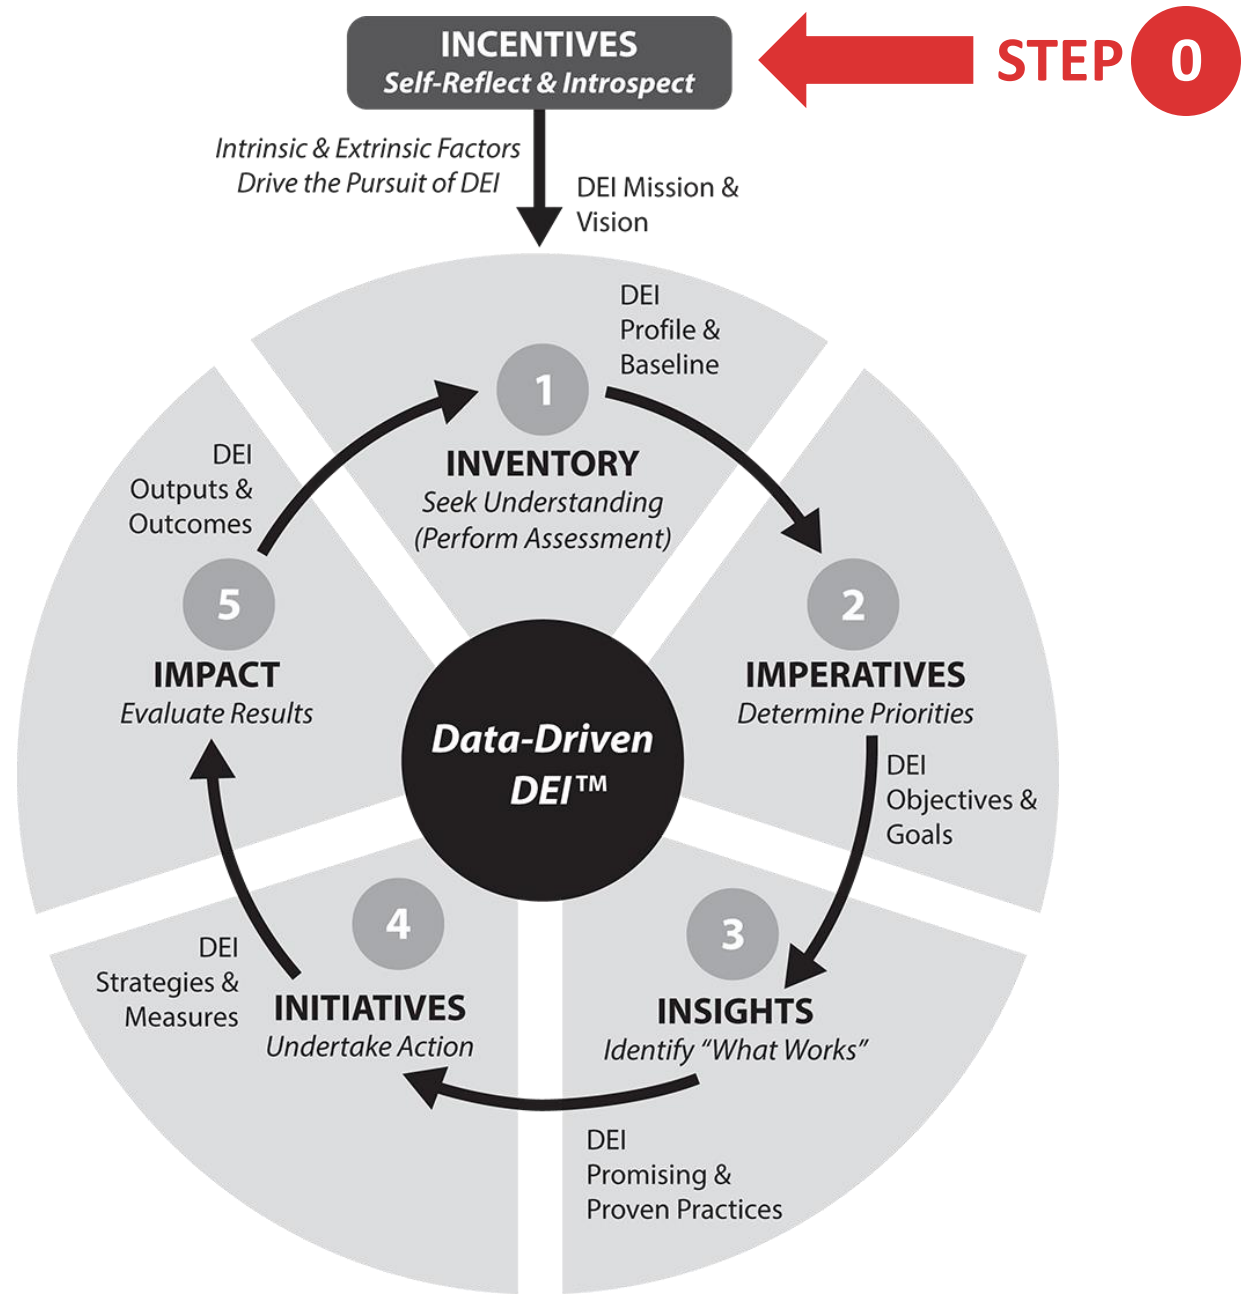 INCENTIVES
Self-Reflect & Introspect
STEP 0
Intrinsic & Extrinsic Factors
Drive the Pursuit of DEI
DEI Mission &
Vision
DEI
Profile &
Baseline
1
INVENTORY
Seek Understanding
(Perform Assessment)
2
IMPERATIVES
Determine Priorities
DEI
Objectives &
Goals
3
INSIGHTS
Identify “What Works”
DEI
Promising &
Proven Practices
4
INITIATIVES
Undertake Action
DEI
Strategies &
Measures
5
IMPACT
Evaluate Results
DEI
Outputs &
Outcomes
Data-Driven
DEI™